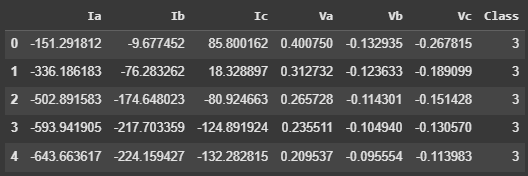 Ia Ib Ic Va Vb Vc Class
0 -151.291812 -9.677452 85.800162 0.400750 -0.132935 -0.267815 3
1 -336.186183 -76.283262 18.328897 0.312732 -0.123633 -0.189099 3
2 -502.891583 -174.648023 -80.924663 0.265728 -0.114301 -0.151428 3
3 -593.941905 -217.703359 -124.891924 0.235511 -0.104940 -0.130570 3
4 -643.663617 -224.159427 -132.282815 0.209537 -0.095554 -0.113983 3